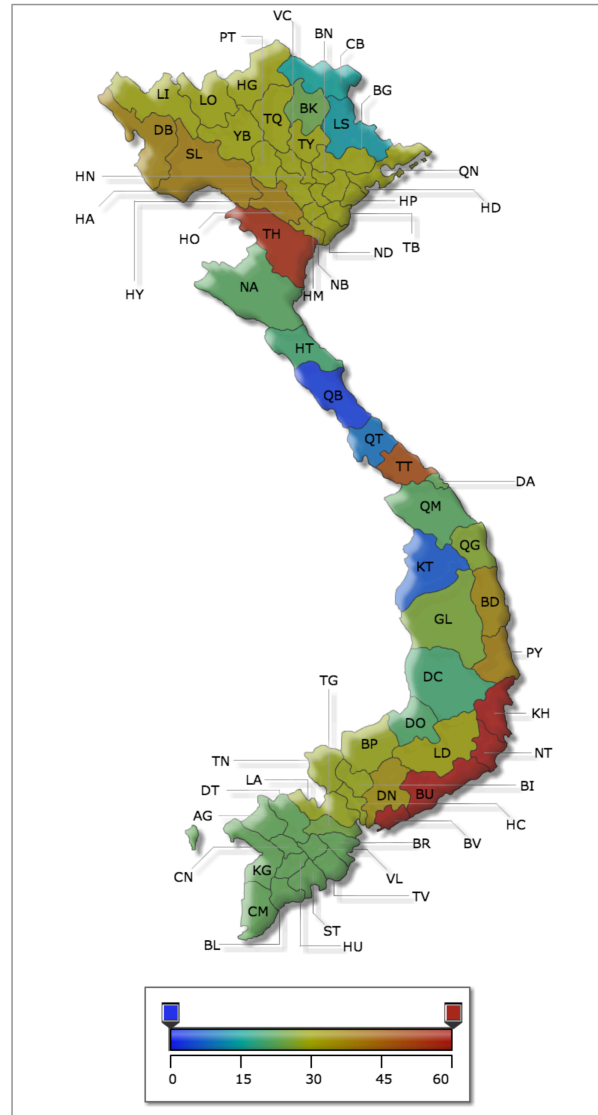 VC
PT
BN
CB
HG
BG
LI
LO
BK
TQ
LS
DB
YB
TY
SL
HN
QN
HP
HD
HA
HO
TH
TB
ND
HY
NB
HM
NA
HT
QB
QT
TT
DA
QM
QG
KT
BD
GL
PY
DC
TG
KH
DO
BP
LD
NT
TN
LA
DT
DN
BU
BI
AG
HC
BR
BV
KG
CN
VL
TV
CM
ST
BL
HU
0 15 30 45 60